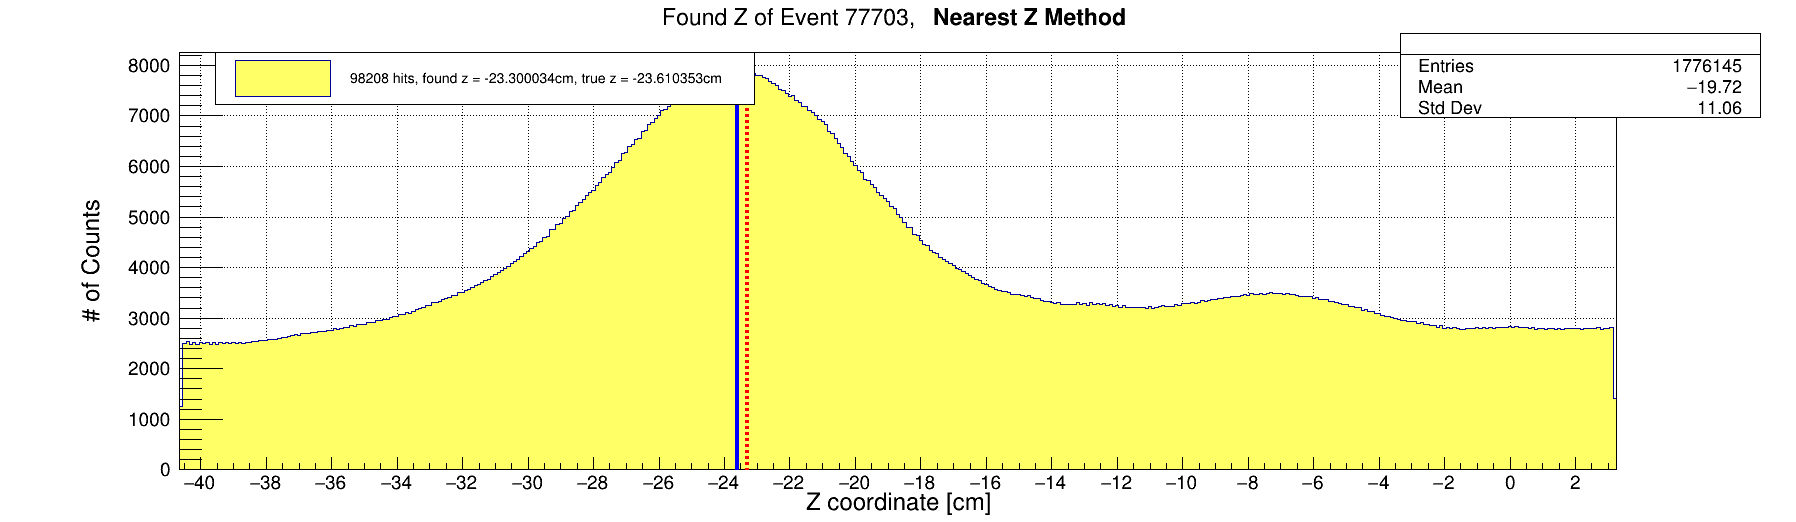 Found Z of Event 77703, Nearest Z Method
98208 hits, found z = -23.300034cm, true z = -23.610353cm
Entries 1776145
Mean −19.72
Std Dev 11.06
# of Counts
8000
7000
6000
5000
4000
3000
2000
1000
0
−40 −38 −36 −34 −32 −30 −28 −26 −24 −22 −20 −18 −16 −14 −12 −10 −8 −6 −4 −2 0 2
Z coordinate [cm]